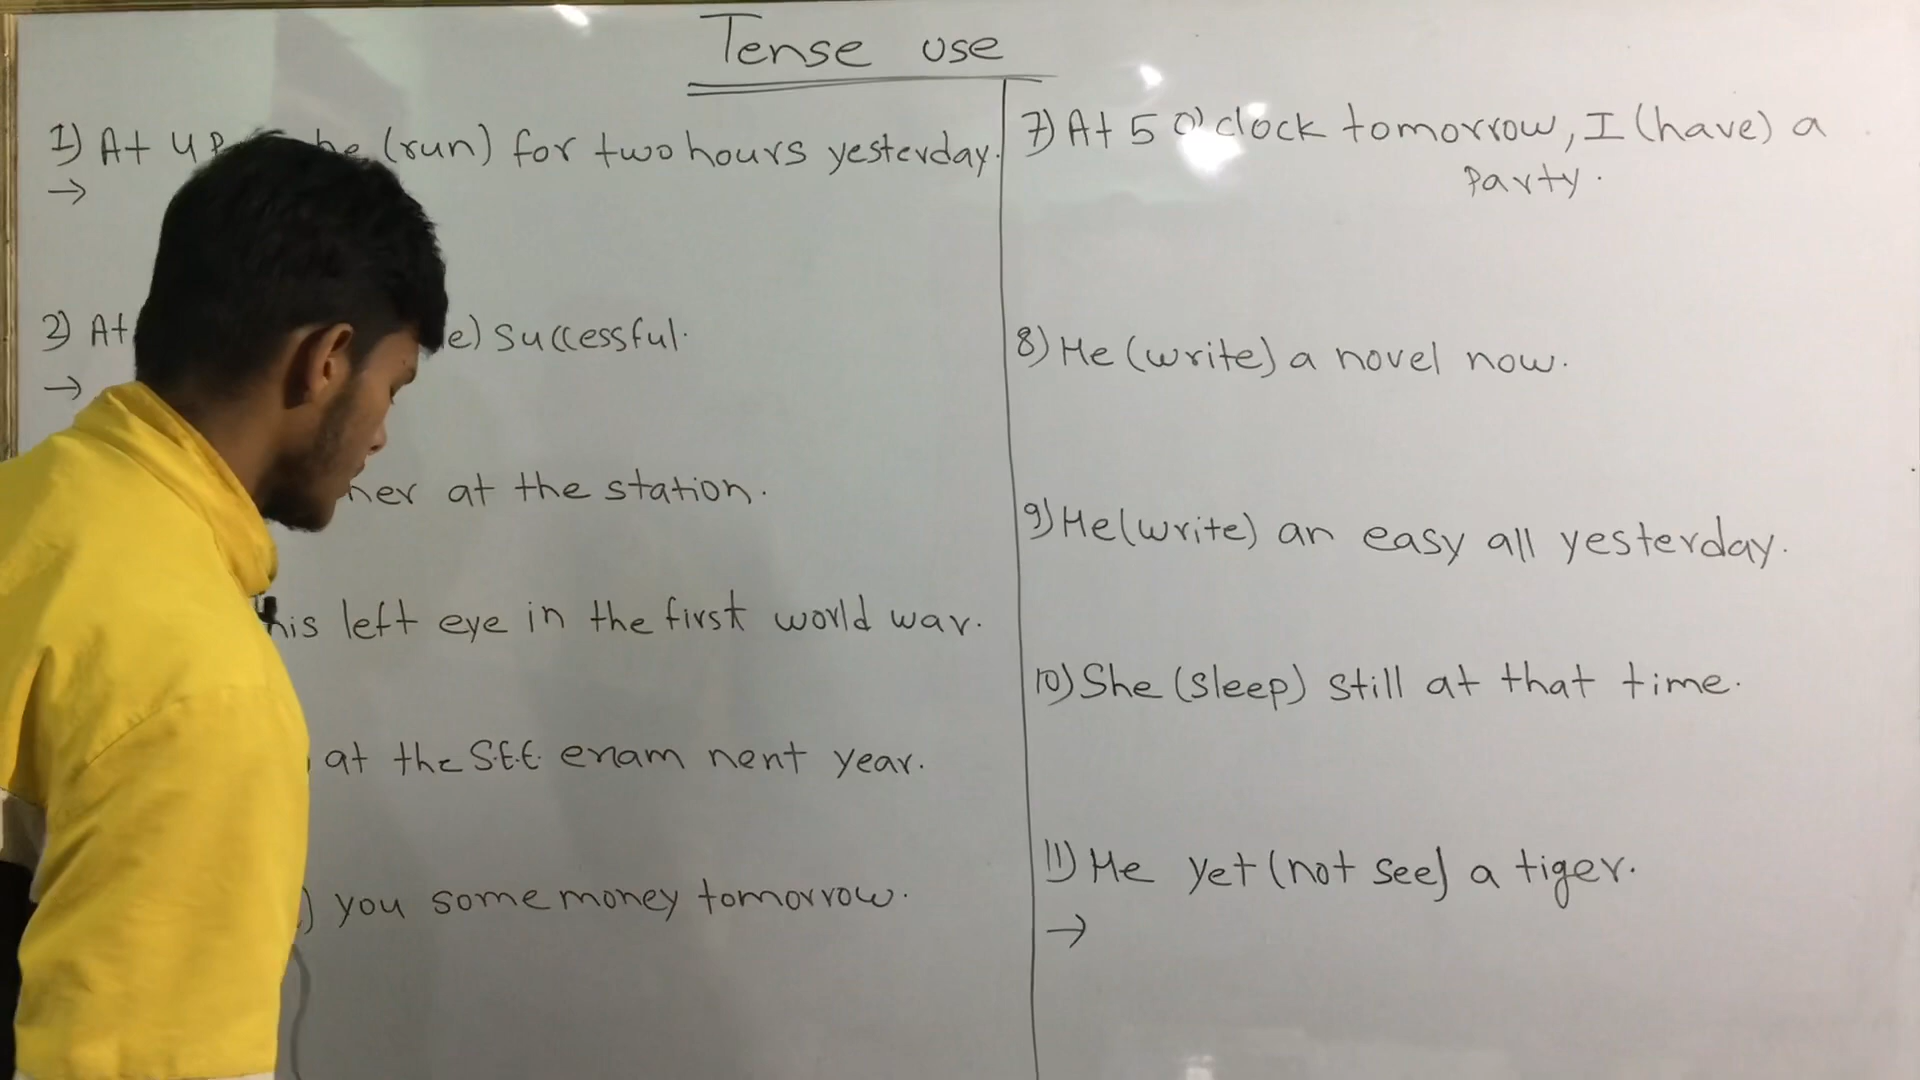 Tense use
1) At 4 he (run) for two hours yesterday.
→
2) At successful.
→
her at the station.
his left eye in the first world war.
at the S.E.E. exam next year.
you some money tomorrow.
7) At 5 O'clock tomorrow, I (have) a
Party.
8) He (write) a novel now.
9) He (write) an easy all yesterday.
10) She (sleep) still at that time.
11) He yet (not see) a tiger.
→